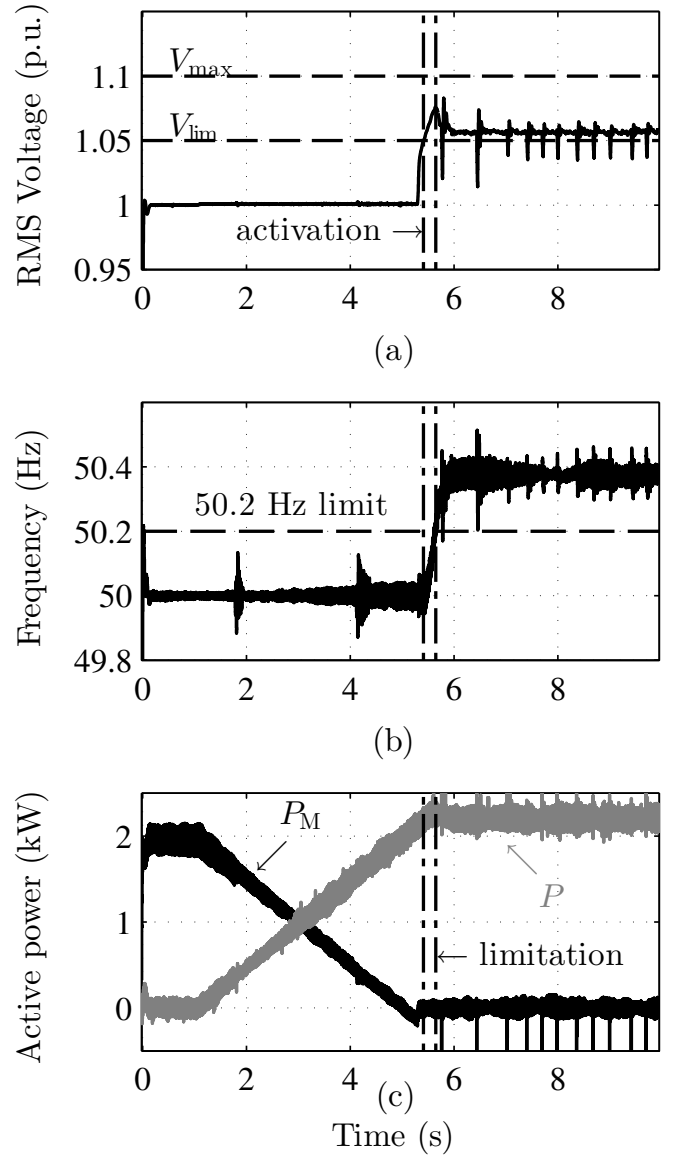 RMS Voltage (p.u.)
1.1
1.05
1
0.95
V_max
V_lim
activation →
0 2 4 6 8
(a)
Frequency (Hz)
50.4
50.2
50
49.8
50.2 Hz limit
0 2 4 6 8
(b)
Active power (kW)
2
1
0
P_M
P
← limitation
0 2 4 6 8
(c)
Time (s)